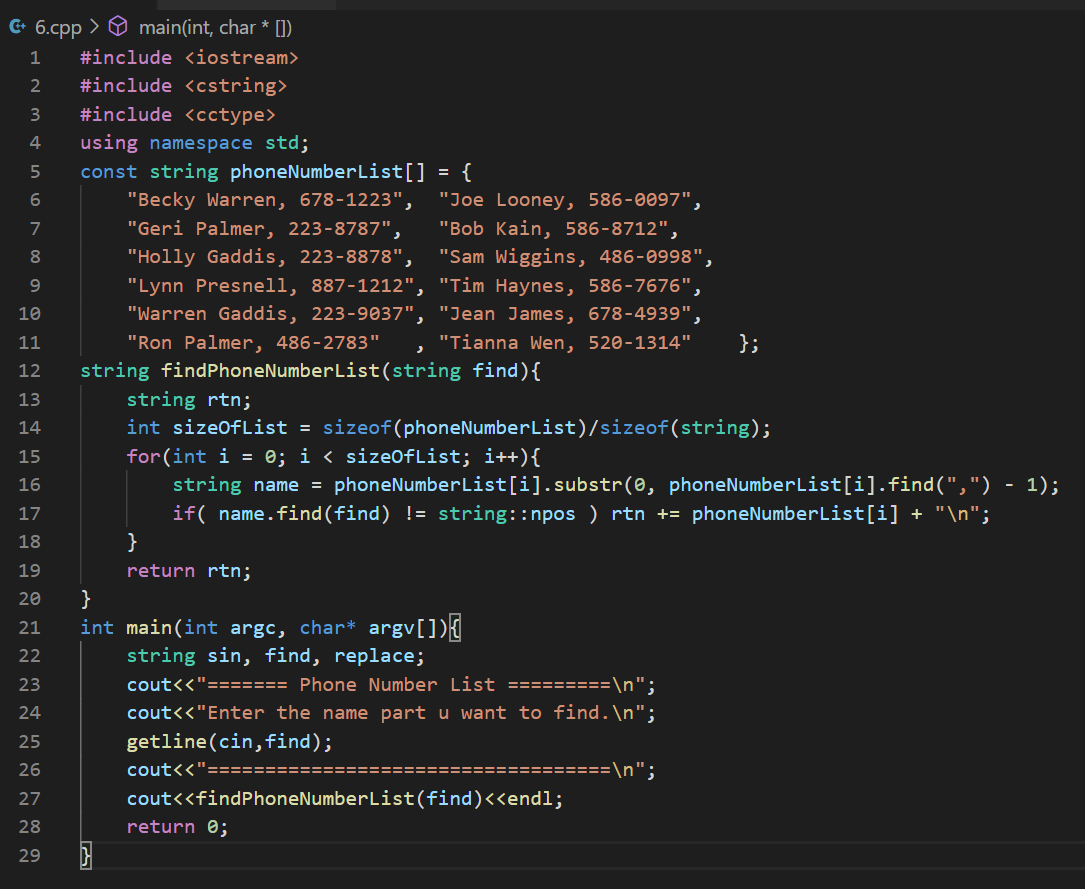 6.cpp > main(int, char * [])
1 #include <iostream>
2 #include <cstring>
3 #include <cctype>
4 using namespace std;
5 const string phoneNumberList[] = {
6     "Becky Warren, 678-1223",  "Joe Looney, 586-0097",
7     "Geri Palmer, 223-8787",   "Bob Kain, 586-8712",
8     "Holly Gaddis, 223-8878",  "Sam Wiggins, 486-0998",
9     "Lynn Presnell, 887-1212", "Tim Haynes, 586-7676",
10     "Warren Gaddis, 223-9037", "Jean James, 678-4939",
11     "Ron Palmer, 486-2783"   , "Tianna Wen, 520-1314"    };
12 string findPhoneNumberList(string find){
13     string rtn;
14     int sizeOfList = sizeof(phoneNumberList)/sizeof(string);
15     for(int i = 0; i < sizeOfList; i++){
16         string name = phoneNumberList[i].substr(0, phoneNumberList[i].find(",") - 1);
17         if( name.find(find) != string::npos ) rtn += phoneNumberList[i] + "\n";
18     }
19     return rtn;
20 }
21 int main(int argc, char* argv[]){
22     string sin, find, replace;
23     cout<<"======= Phone Number List =========\n";
24     cout<<"Enter the name part u want to find.\n";
25     getline(cin,find);
26     cout<<"===================================\n";
27     cout<<findPhoneNumberList(find)<<endl;
28     return 0;
29 }